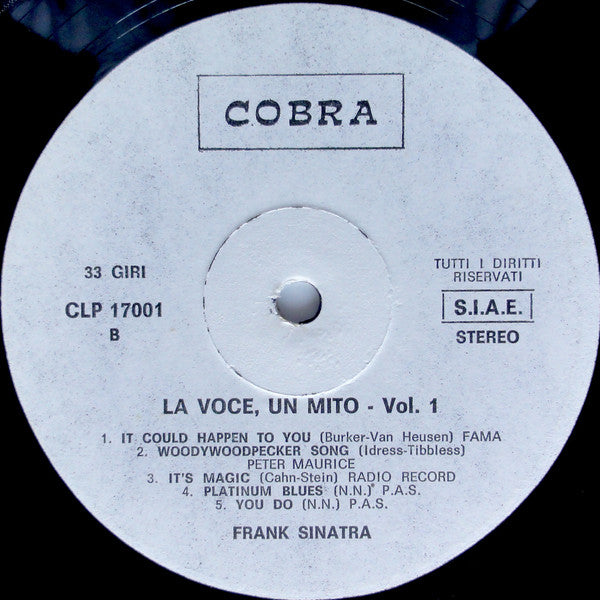 COBRA
33 GIRI
CLP 17001
B
TUTTI I DIRITTI
RISERVATI
S.I.A.E.
STEREO
LA VOCE, UN MITO - Vol. 1
1. IT COULD HAPPEN TO YOU (Burker-Van Heusen) FAMA
2. WOODYWOODPECKER SONG (Idress-Tibbless)
PETER MAURICE
3. IT'S MAGIC (Cahn-Stein) RADIO RECORD
4. PLATINUM BLUES (N.N.) P.A.S.
5. YOU DO (N.N.) P.A.S.
FRANK SINATRA